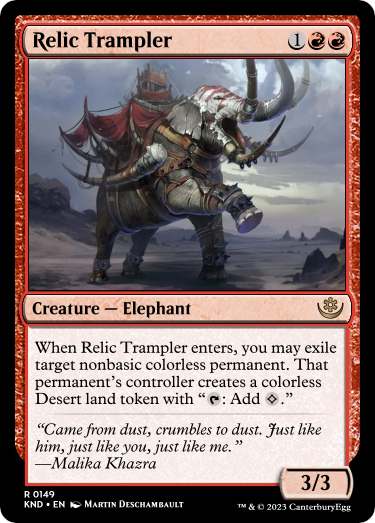 Relic Trampler 1
Creature — Elephant
When Relic Trampler enters, you may exile
target nonbasic colorless permanent. That
permanent's controller creates a colorless
Desert land token with “: Add .”
“Came from dust, crumbles to dust. Just like
him, just like you, just like me.”
—Malika Khazra
3/3
R 0149
KND • EN Martin Deschambault
™ & © 2023 CanterburyEgg